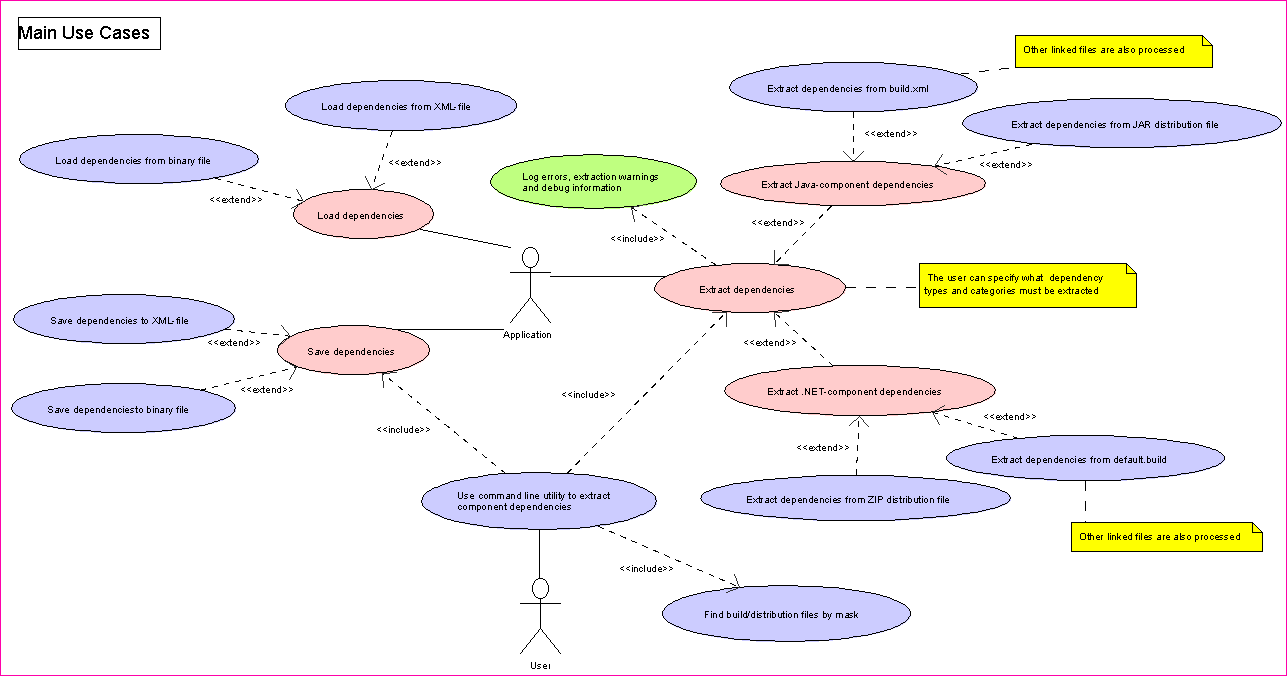 Main Use Cases
Other linked files are also processed
Extract dependencies from build.xml
Load dependencies from XML-file
Extract dependencies from JAR distribution file
<<extend>>
Load dependencies from binary file
<<extend>>
<<extend>>
Log errors, extraction warnings
and debug information
Extract Java-component dependencies
<<extend>>
Load dependencies
<<extend>>
<<include>>
The user can specify what dependency
types and categories must be extracted
Extract dependencies
Save dependencies to XML-file
Application
<<extend>>
<<extend>>
Save dependencies
<<extend>>
<<include>>
Extract .NET-component dependencies
Save dependenciesto binary file
<<extend>>
<<include>>
<<extend>>
Extract dependencies from default.build
Use command line utility to extract
component dependencies
Extract dependencies from ZIP distribution file
Other linked files are also processed
<<include>>
Find build/distribution files by mask
User